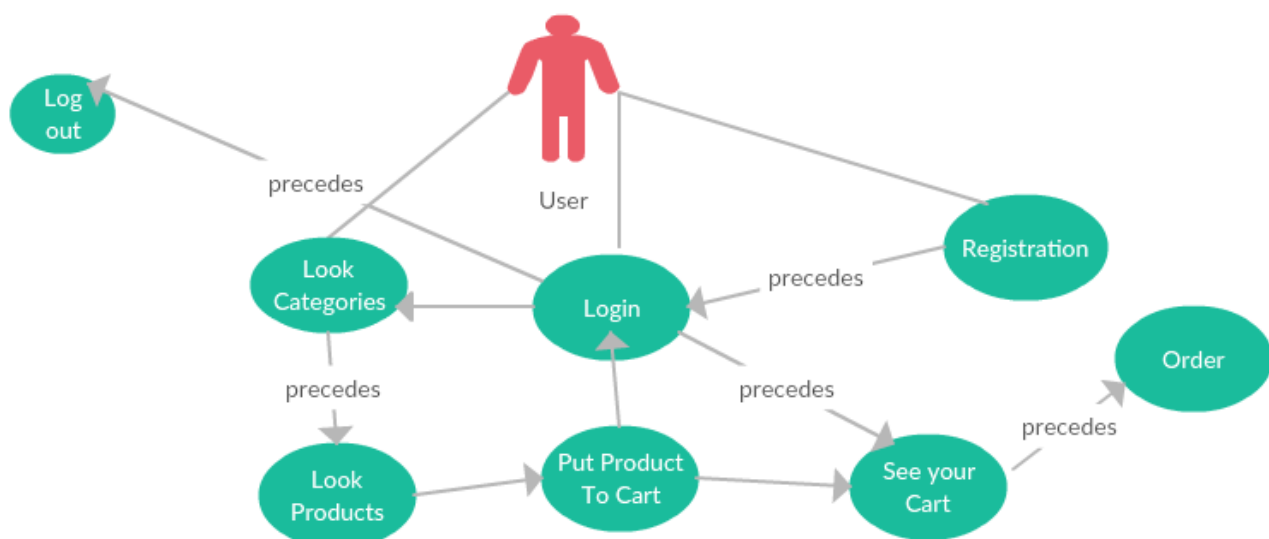 Log
out
precedes
User
Look
Categories
Login
Registration
precedes
Order
precedes
precedes
precedes
Look
Products
Put Product
To Cart
See your
Cart